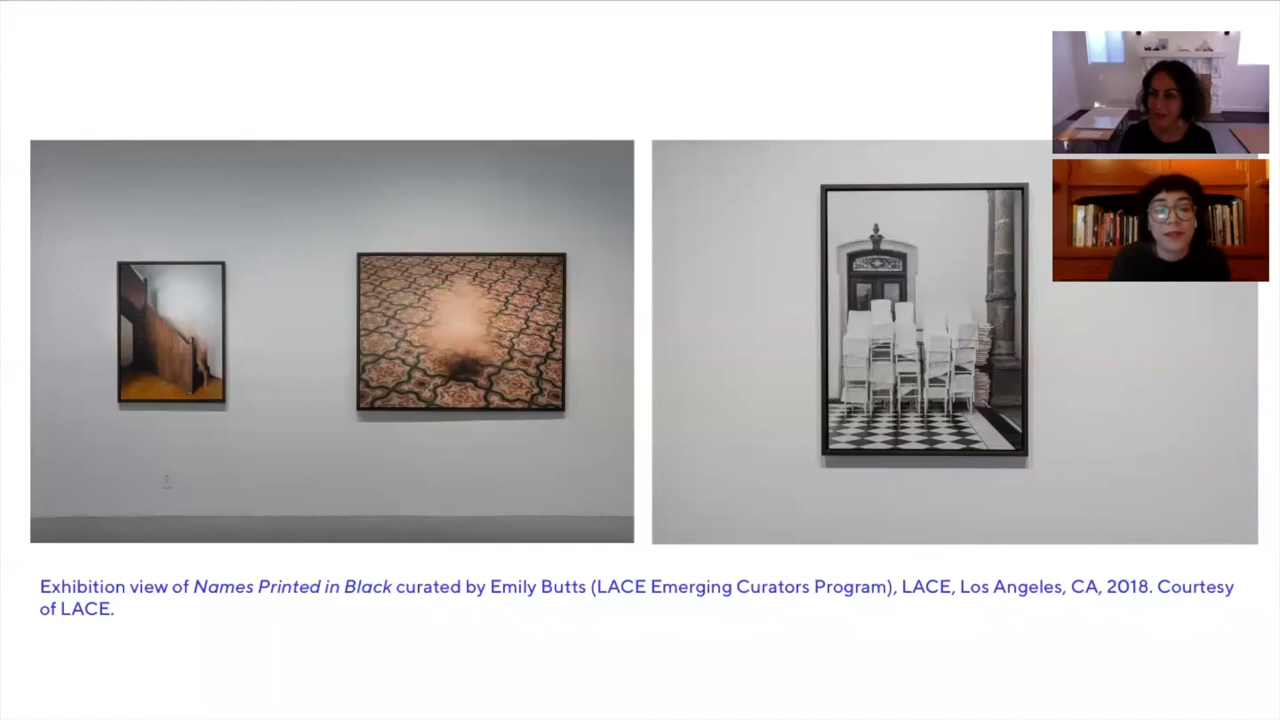 Exhibition view of Names Printed in Black curated by Emily Butts (LACE Emerging Curators Program), LACE, Los Angeles, CA, 2018. Courtesy
of LACE.